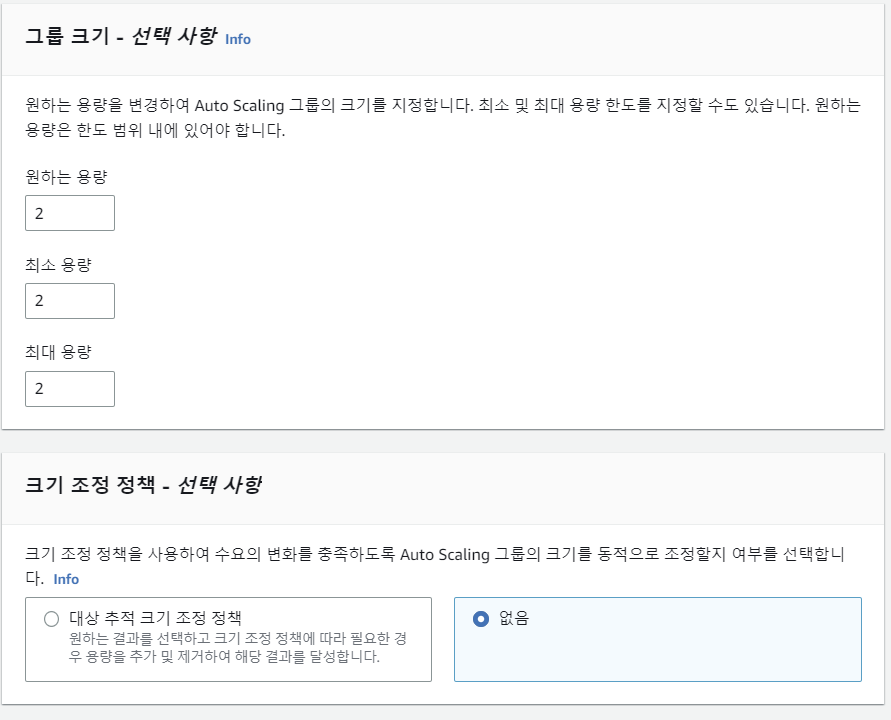 그룹 크기 - 선택 사항 Info
원하는 용량을 변경하여 Auto Scaling 그룹의 크기를 지정합니다. 최소 및 최대 용량 한도를 지정할 수도 있습니다. 원하는
용량은 한도 범위 내에 있어야 합니다.
원하는 용량
2
최소 용량
2
최대 용량
2
크기 조정 정책 - 선택 사항
크기 조정 정책을 사용하여 수요의 변화를 충족하도록 Auto Scaling 그룹의 크기를 동적으로 조정할지 여부를 선택합니
다. Info
대상 추적 크기 조정 정책
원하는 결과를 선택하고 크기 조정 정책에 따라 필요한 경
우 용량을 추가 및 제거하여 해당 결과를 달성합니다.
없음